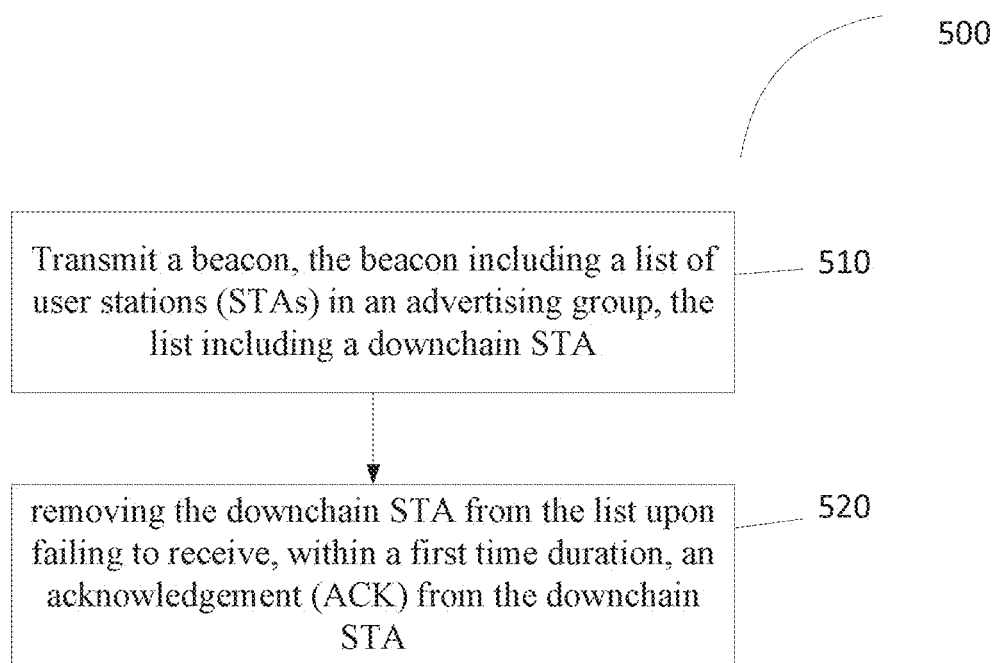 500
Transmit a beacon, the beacon including a list of
user stations (STAs) in an advertising group, the
list including a downchain STA
510
removing the downchain STA from the list upon
failing to receive, within a first time duration, an
acknowledgement (ACK) from the downchain
STA
520